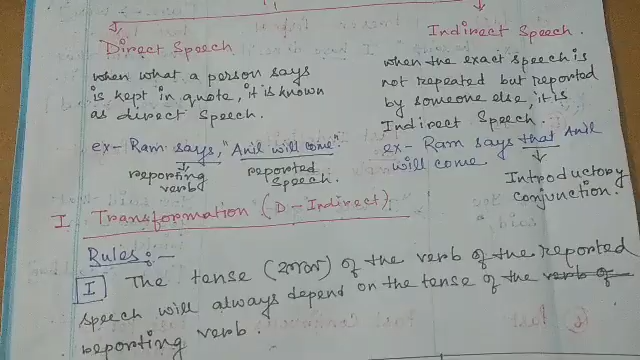 Direct Speech
when what a person says
is kept in quote, it is known
as direct Speech.
ex- Ram says, "Anil will come".
reporting verb
reported Speech.
Indirect Speech.
when the exact speech is
not repeated but reported
by someone else, it is
Indirect Speech.
ex- Ram says that Anil
will come.
Introductory
conjunction.
I. Transformation (D - Indirect)
Rules:-
I The tense (काल) of the verb of the reported
speech will always depend on the tense of the verb of
reporting verb.